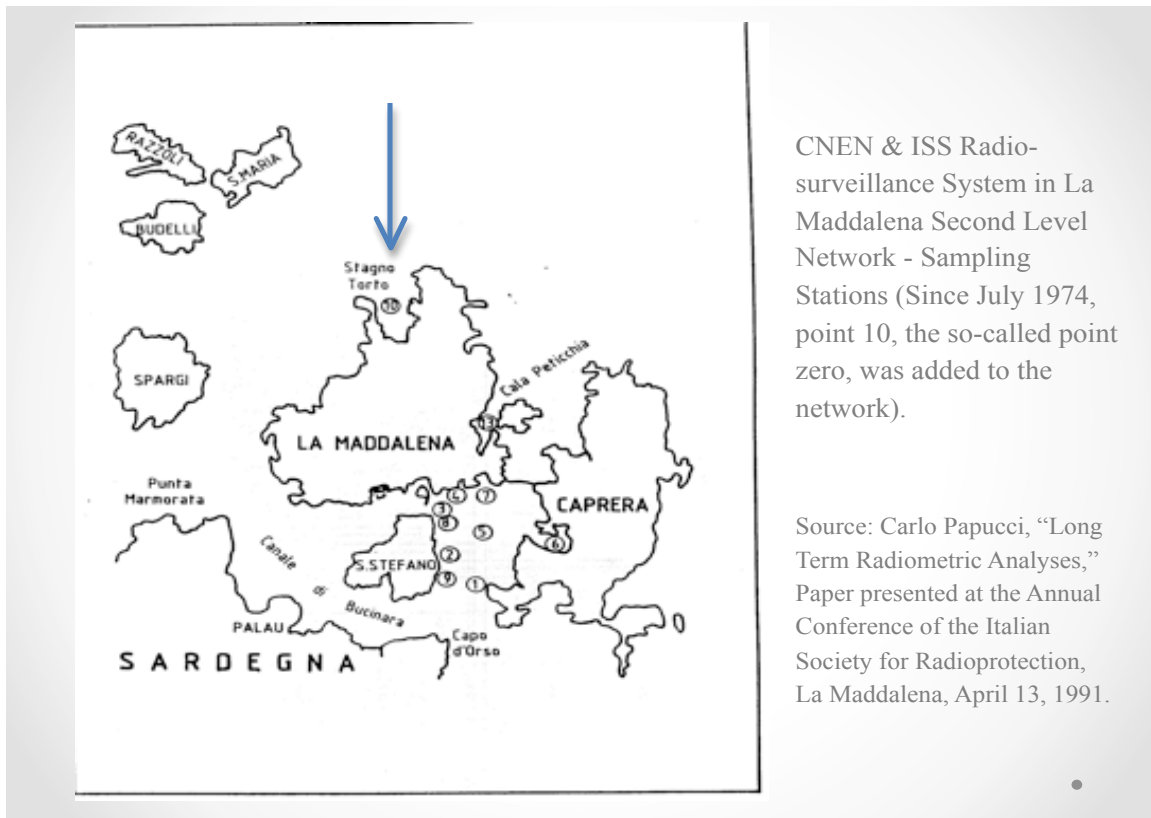 RAZZOLI
S.MARIA
BUDELLI
Stagno
Torto
10
SPARGI
Cala Peticchia
13
LA MADDALENA
Punta
Marmorata
4
7
3
8
5
CAPRERA
6
2
S.STEFANO
9
1
Canale
di
Bucinara
PALAU
Capo
d'Orso
SARDEGNA
CNEN & ISS Radio-
surveillance System in La
Maddalena Second Level
Network - Sampling
Stations (Since July 1974,
point 10, the so-called point
zero, was added to the
network).
Source: Carlo Papucci, “Long
Term Radiometric Analyses,”
Paper presented at the Annual
Conference of the Italian
Society for Radioprotection,
La Maddalena, April 13, 1991.